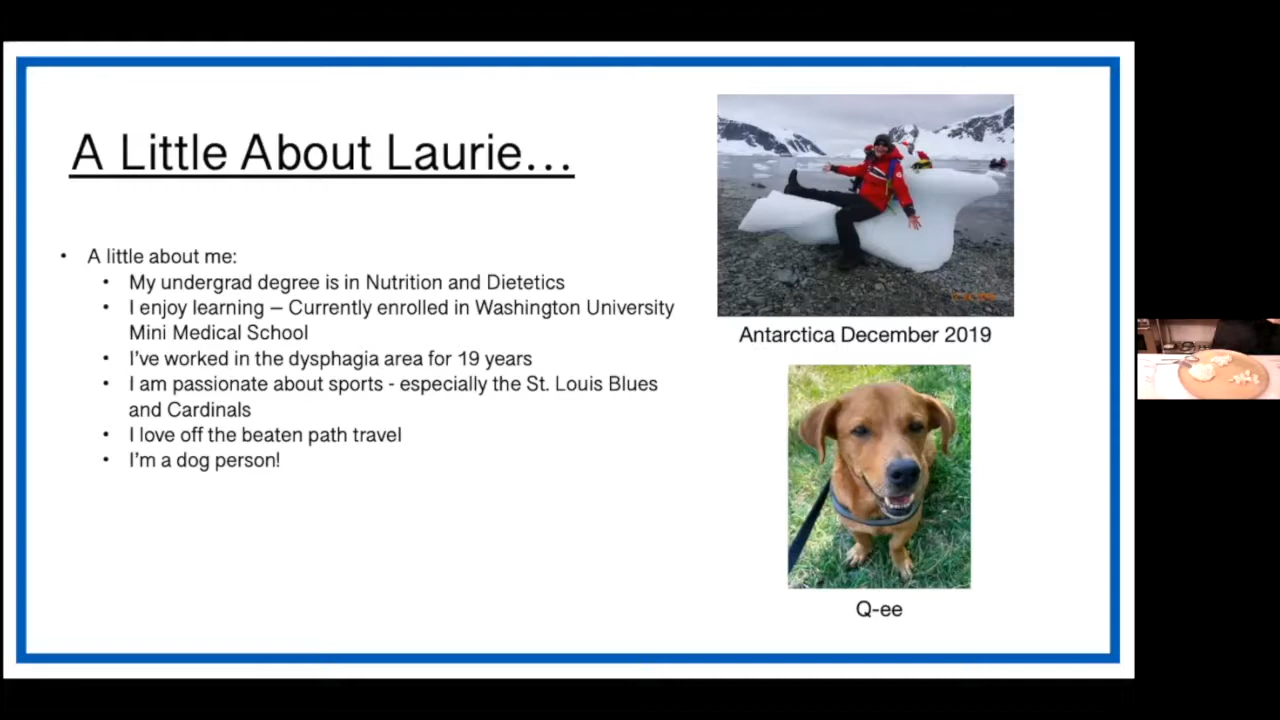 A Little About Laurie...
• A little about me:
• My undergrad degree is in Nutrition and Dietetics
• I enjoy learning – Currently enrolled in Washington University
Mini Medical School
• I've worked in the dysphagia area for 19 years
• I am passionate about sports - especially the St. Louis Blues
and Cardinals
• I love off the beaten path travel
• I'm a dog person!
Antarctica December 2019
Q-ee